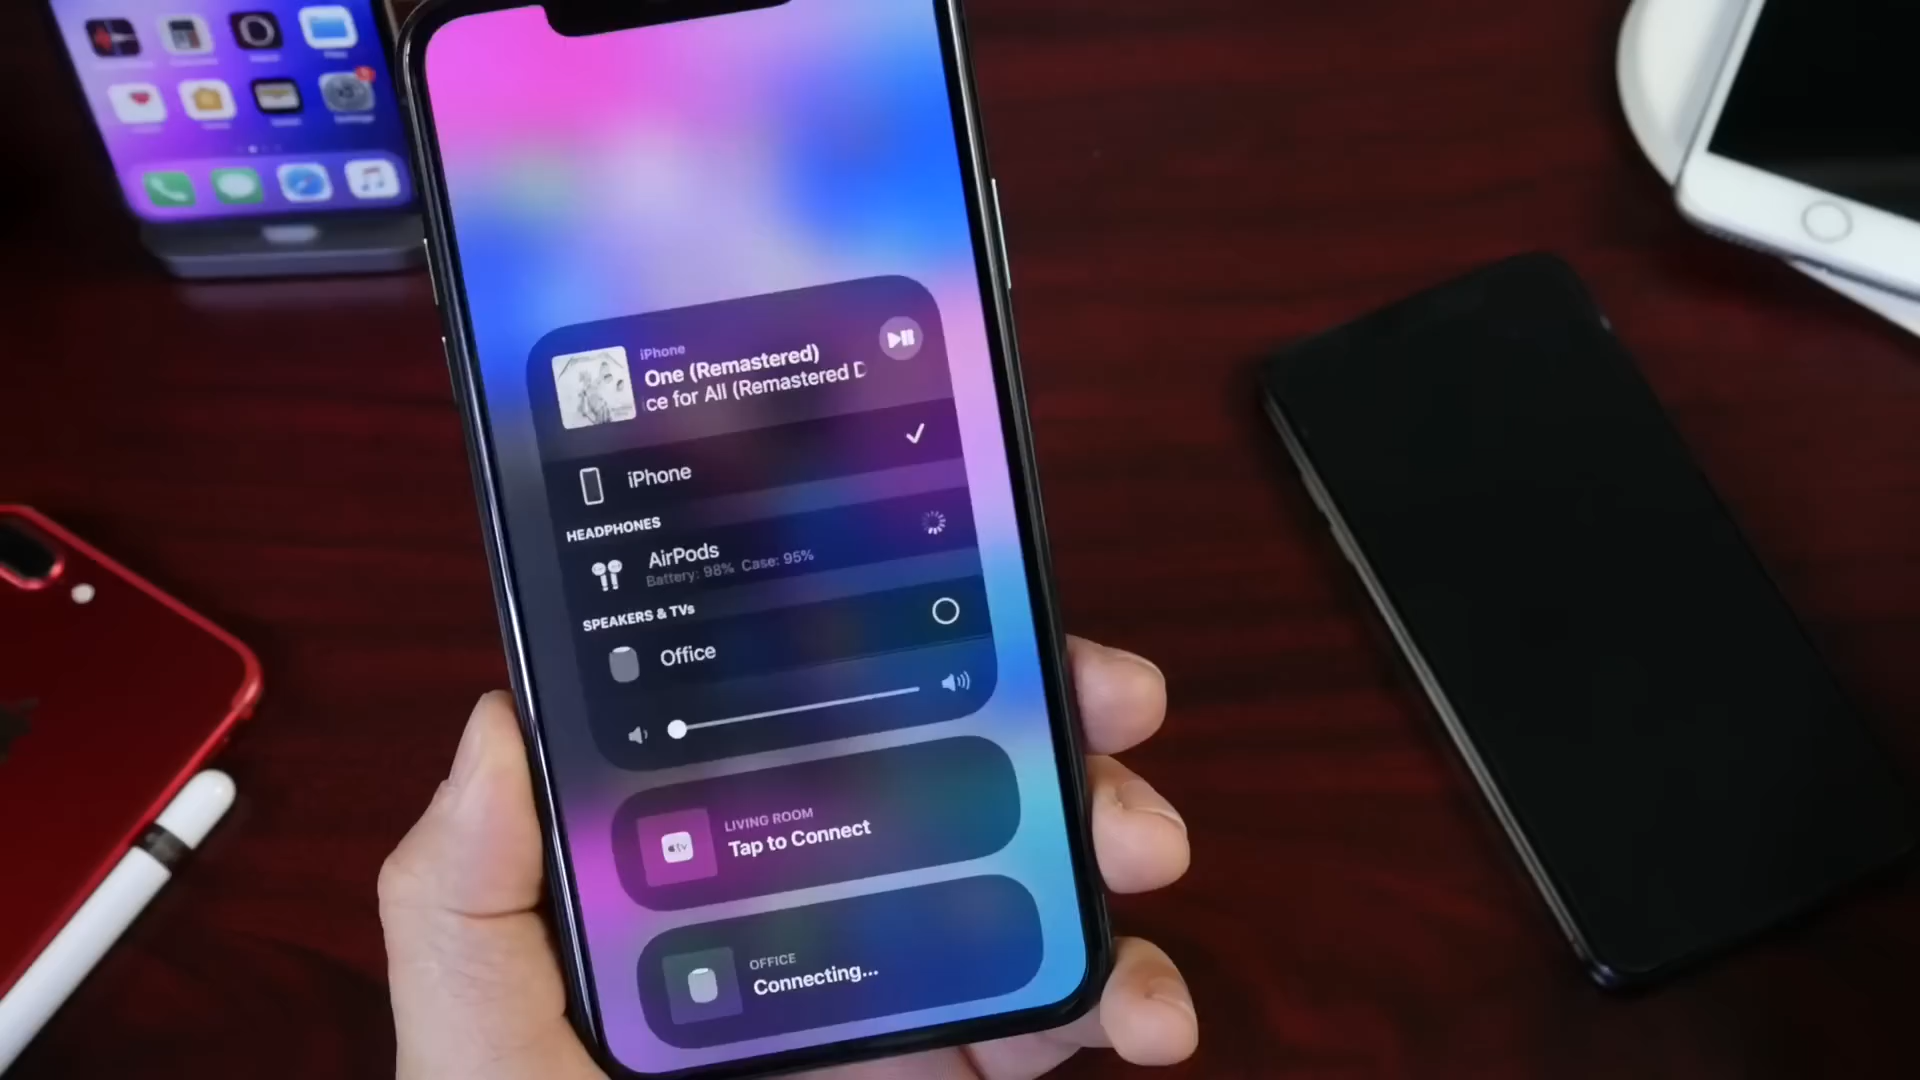 iPhone
One (Remastered)
ce for All (Remastered D
iPhone
HEADPHONES
AirPods
Battery: 98% Case: 95%
SPEAKERS & TVs
Office
LIVING ROOM
tv
Tap to Connect
OFFICE
Connecting...